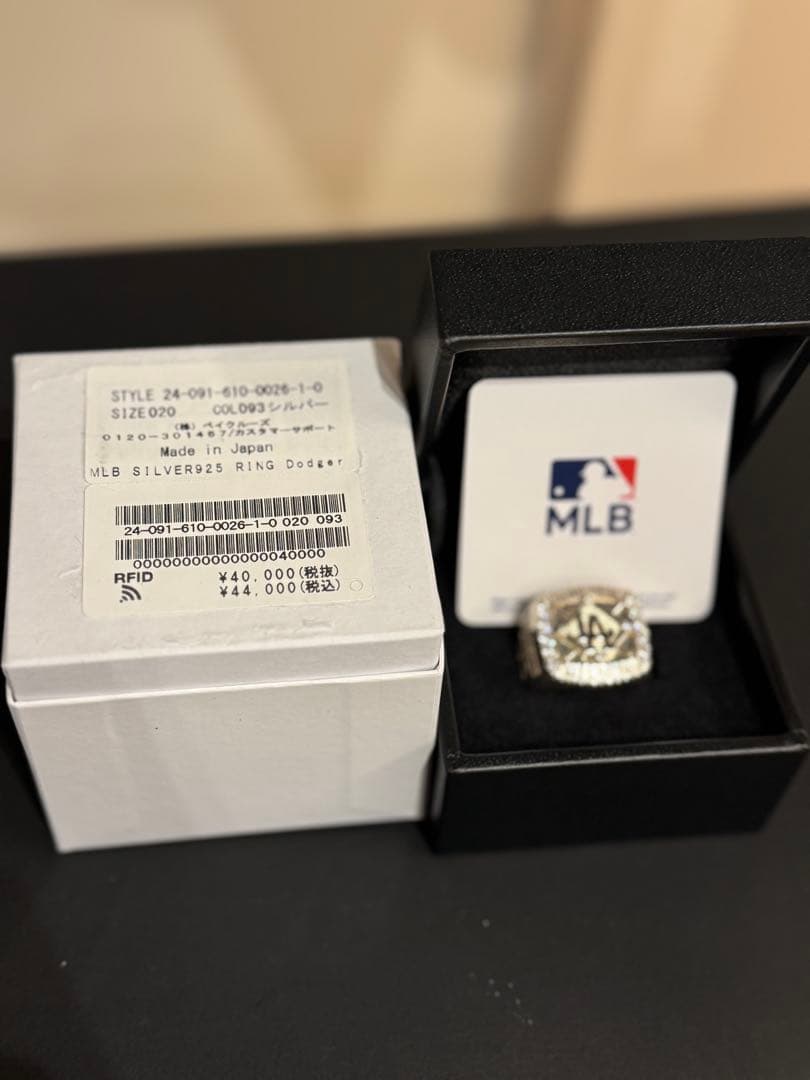 STYLE 24-091-610-0026-1-0
SIZE020 COL093シルバー
(株) ベイクルーズ
0120-301457/カスタマーサポート
Made in Japan
MLB SILVER925 RING Dodger
24-091-610-0026-1-0 020 093
00000000000000040000
RFID ¥40,000(税抜)
¥44,000(税込)
MLB
LA